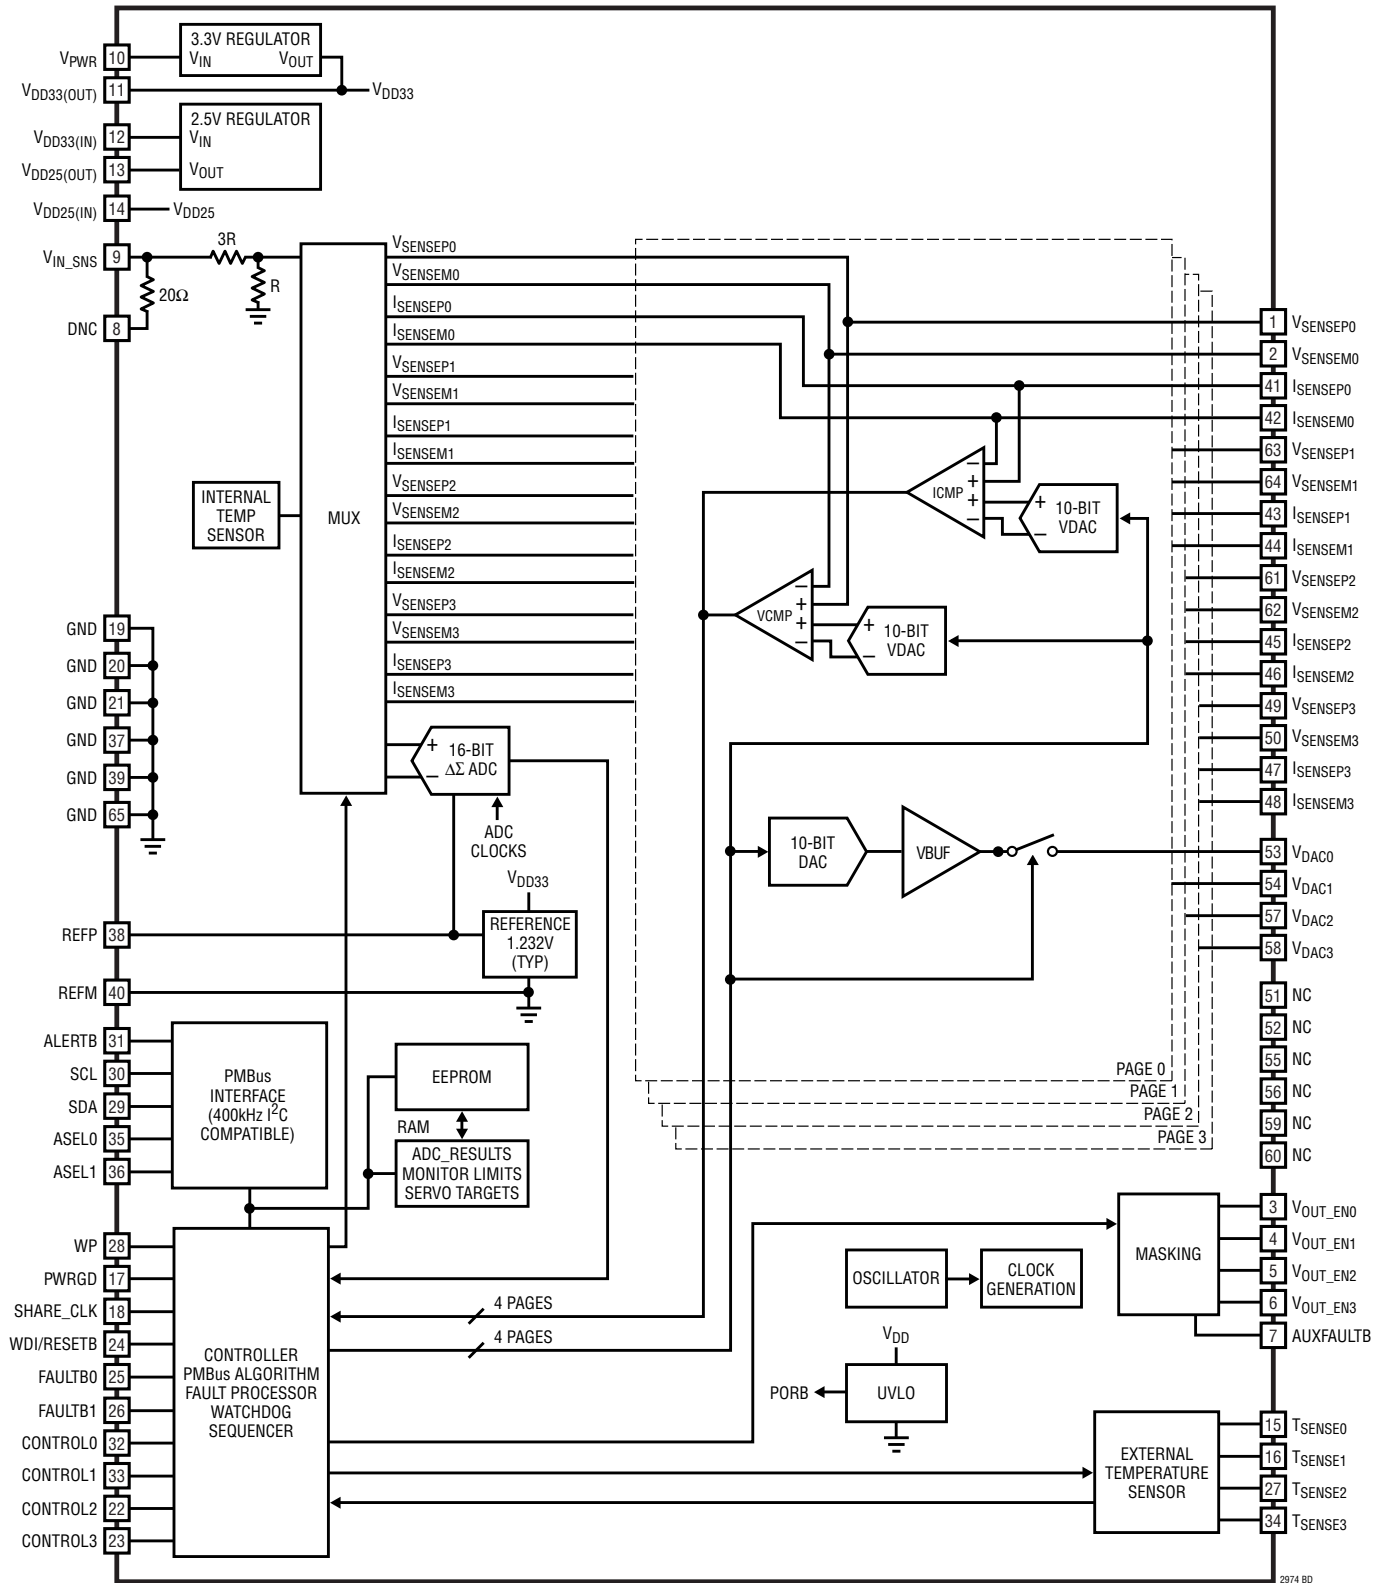 3.3V REGULATOR
VIN VOUT
VPWR 10
VDD33(OUT) 11
VDD33
2.5V REGULATOR
VIN
VOUT
VDD33(IN) 12
VDD25(OUT) 13
VDD25(IN) 14
VDD25
VIN_SNS 9
3R
R
20Ω
DNC 8
INTERNAL
TEMP
SENSOR
MUX
VSENSEP0
VSENSEM0
ISENSEP0
ISENSEM0
VSENSEP1
VSENSEM1
ISENSEP1
ISENSEM1
VSENSEP2
VSENSEM2
ISENSEP2
ISENSEM2
VSENSEP3
VSENSEM3
ISENSEP3
ISENSEM3
GND 19
GND 20
GND 21
GND 37
GND 39
GND 65
+
–
16-BIT
ΔΣ ADC
ADC
CLOCKS
VDD33
REFERENCE
1.232V
(TYP)
REFP 38
REFM 40
ALERTB 31
SCL 30
SDA 29
ASEL0 35
ASEL1 36
PMBus
INTERFACE
(400kHz I2C
COMPATIBLE)
EEPROM
RAM
ADC_RESULTS
MONITOR LIMITS
SERVO TARGETS
WP 28
PWRGD 17
SHARE_CLK 18
WDI/RESETB 24
FAULTB0 25
FAULTB1 26
CONTROL0 32
CONTROL1 33
CONTROL2 22
CONTROL3 23
CONTROLLER
PMBus ALGORITHM
FAULT PROCESSOR
WATCHDOG
SEQUENCER
4 PAGES
4 PAGES
–
+
+
–
ICMP
+
–
10-BIT
VDAC
–
+
+
–
VCMP
+
–
10-BIT
VDAC
10-BIT
DAC
VBUF
PAGE 0
PAGE 1
PAGE 2
PAGE 3
1 VSENSEP0
2 VSENSEM0
41 ISENSEP0
42 ISENSEM0
63 VSENSEP1
64 VSENSEM1
43 ISENSEP1
44 ISENSEM1
61 VSENSEP2
62 VSENSEM2
45 ISENSEP2
46 ISENSEM2
49 VSENSEP3
50 VSENSEM3
47 ISENSEP3
48 ISENSEM3
53 VDAC0
54 VDAC1
57 VDAC2
58 VDAC3
51 NC
52 NC
55 NC
56 NC
59 NC
60 NC
MASKING
3 VOUT_EN0
4 VOUT_EN1
5 VOUT_EN2
6 VOUT_EN3
7 AUXFAULTB
OSCILLATOR
CLOCK
GENERATION
VDD
PORB
UVLO
EXTERNAL
TEMPERATURE
SENSOR
15 TSENSE0
16 TSENSE1
27 TSENSE2
34 TSENSE3
2974 BD